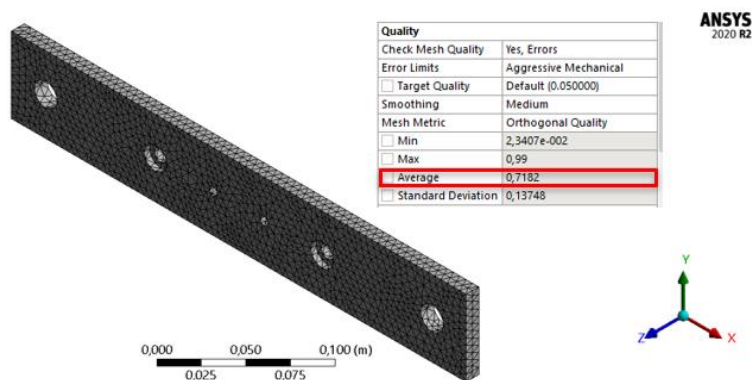 ANSYS
2020 R2
Quality
Check Mesh Quality Yes, Errors
Error Limits Aggressive Mechanical
Target Quality Default (0.050000)
Smoothing Medium
Mesh Metric Orthogonal Quality
Min 2,3407e-002
Max 0,99
Average 0,7182
Standard Deviation 0,13748
Y
Z X
0,000 0,050 0,100 (m)
0,025 0,075